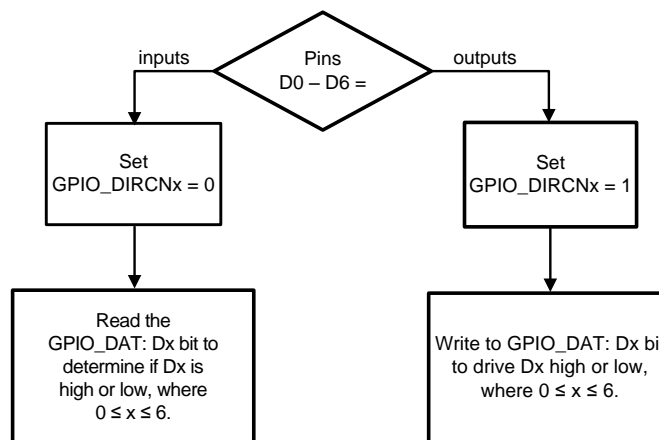 inputs
Pins
D0 – D6 =
outputs
Set
GPIO_DIRCNx = 0
Set
GPIO_DIRCNx = 1
Read the
GPIO_DAT: Dx bit to
determine if Dx is
high or low, where
0 ≤ x ≤ 6.
Write to GPIO_DAT: Dx bi
to drive Dx high or low,
where 0 ≤ x ≤ 6.